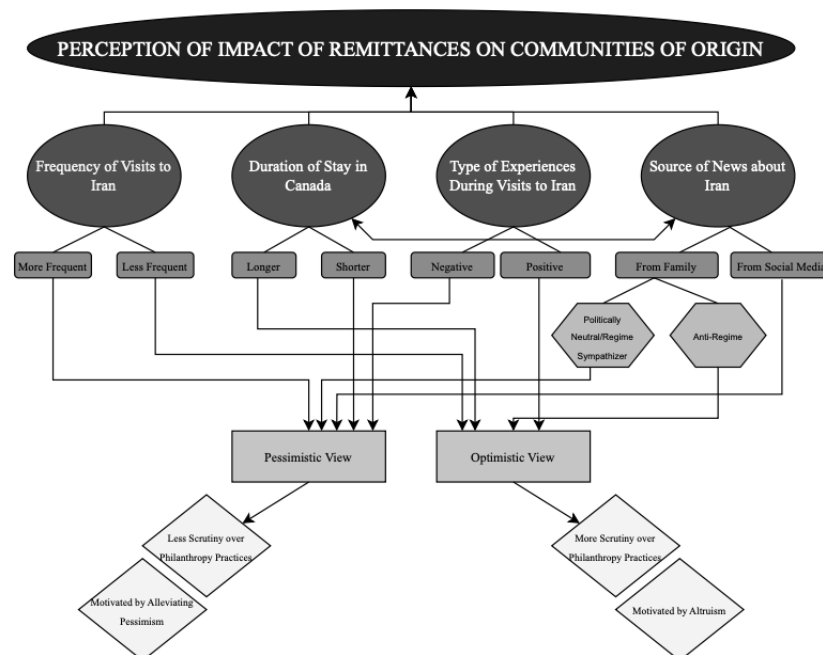 PERCEPTION OF IMPACT OF REMITTANCES ON COMMUNITIES OF ORIGIN
Frequency of Visits to
Iran
Duration of Stay in
Canada
Type of Experiences
During Visits to Iran
Source of News about
Iran
More Frequent
Less Frequent
Longer
Shorter
Negative
Positive
From Family
From Social Media
Politically
Neutral/Regime
Sympathizer
Anti-Regime
Pessimistic View
Optimistic View
Less Scrutiny over
Philanthropy Practices
More Scrutiny over
Philanthropy Practices
Motivated by Alleviating
Pessimism
Motivated by Altruism